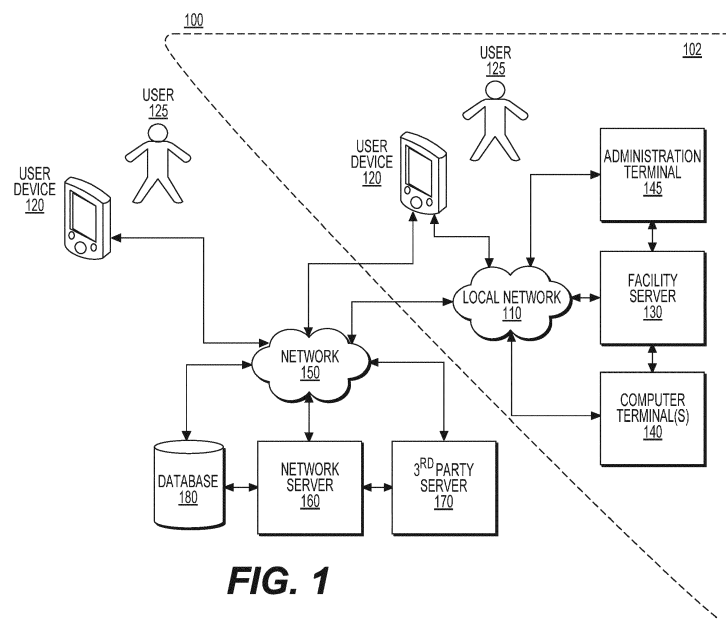 100
102
USER
125
USER
125
USER
DEVICE
120
USER
DEVICE
120
ADMINISTRATION
TERMINAL
145
LOCAL NETWORK
110
FACILITY
SERVER
130
NETWORK
150
COMPUTER
TERMINAL(S)
140
DATABASE
180
NETWORK
SERVER
160
3RD PARTY
SERVER
170
FIG. 1